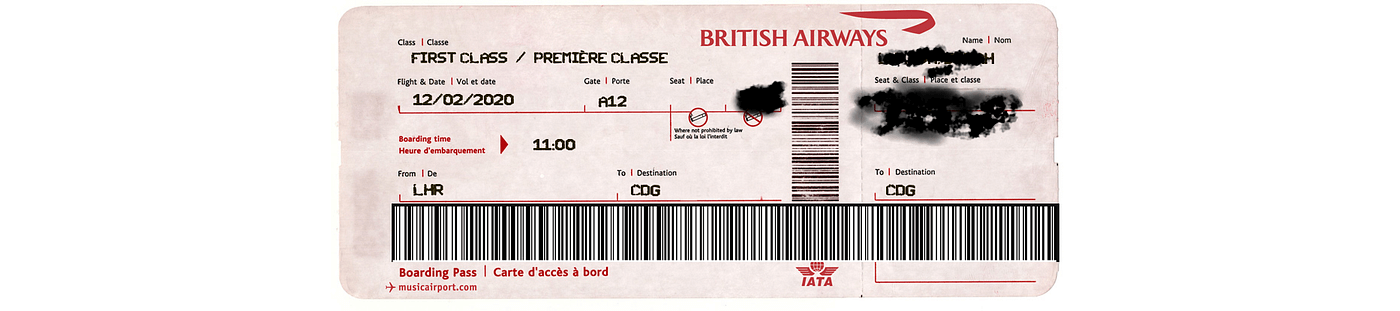 BRITISH AIRWAYS
Class | Classe
FIRST CLASS / PREMIÈRE CLASSE
Flight & Date | Vol et date
12/02/2020
Gate | Porte
A12
Seat | Place
Where not prohibited by law
Sauf où la loi l'interdit
Boarding time
Heure d'embarquement
11:00
From | De
LHR
To | Destination
CDG
Boarding Pass | Carte d'accès à bord
musicairport.com
IATA
Name | Nom
Seat & Class | Place et classe
To | Destination
CDG